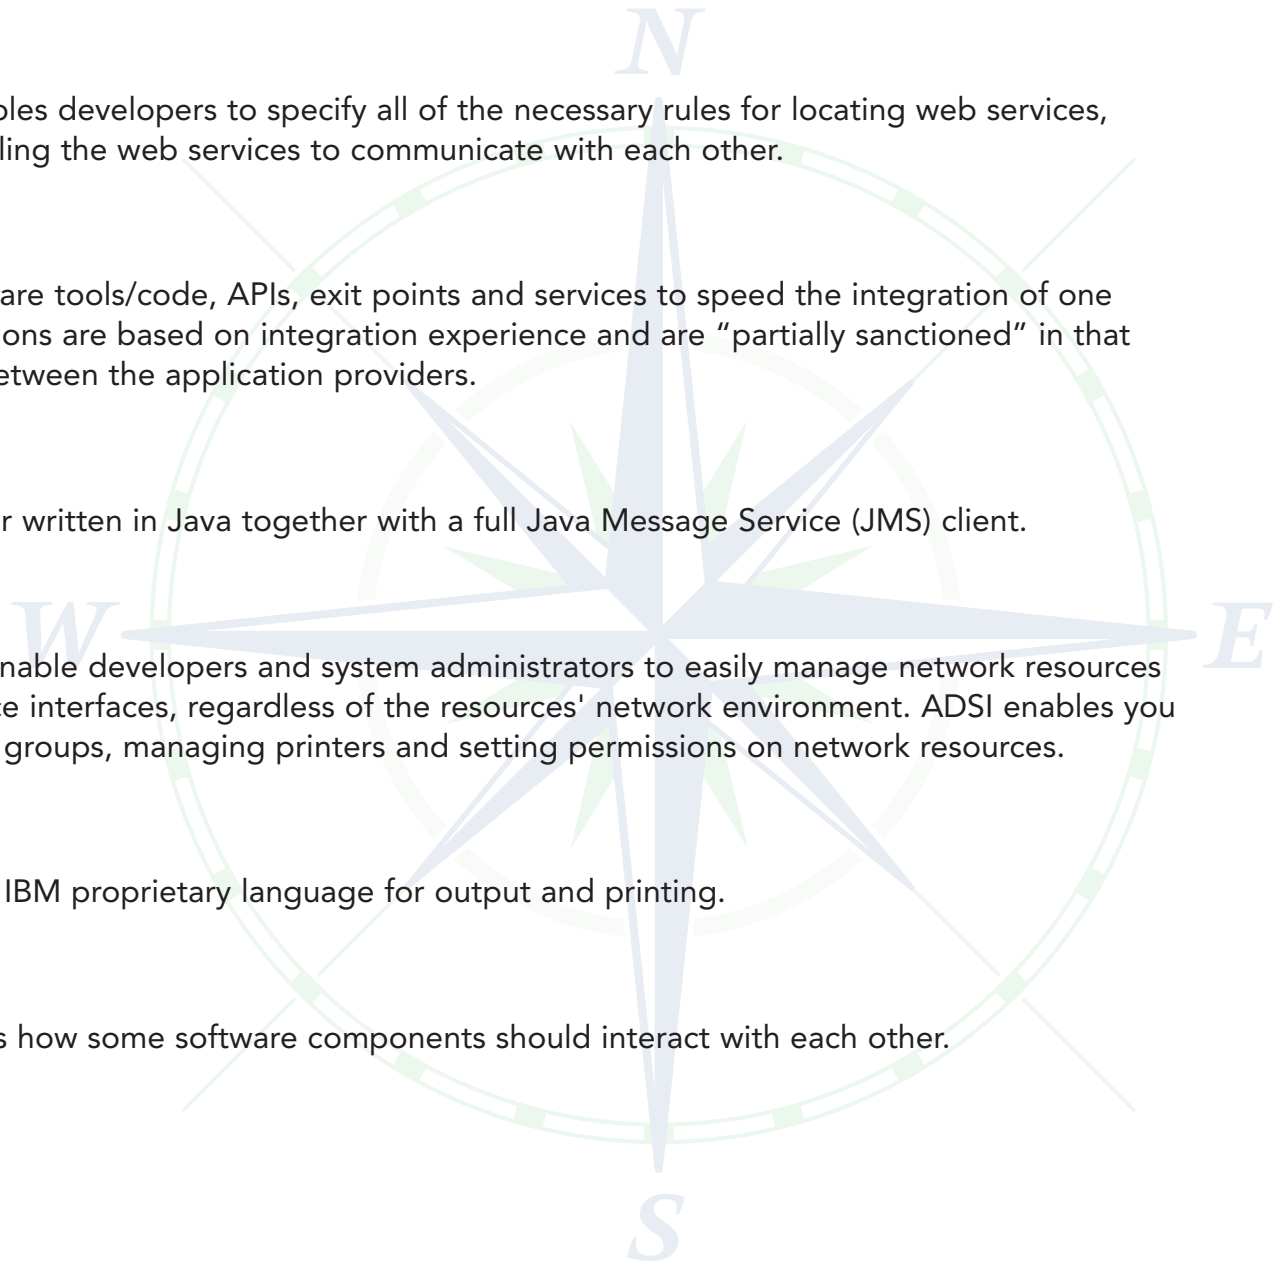 N
bles developers to specify all of the necessary rules for locating web services,
ling the web services to communicate with each other.
are tools/code, APIs, exit points and services to speed the integration of one
ons are based on integration experience and are “partially sanctioned” in that
etween the application providers.
r written in Java together with a full Java Message Service (JMS) client.
W
E
nable developers and system administrators to easily manage network resources
ce interfaces, regardless of the resources' network environment. ADSI enables you
groups, managing printers and setting permissions on network resources.
IBM proprietary language for output and printing.
s how some software components should interact with each other.
S